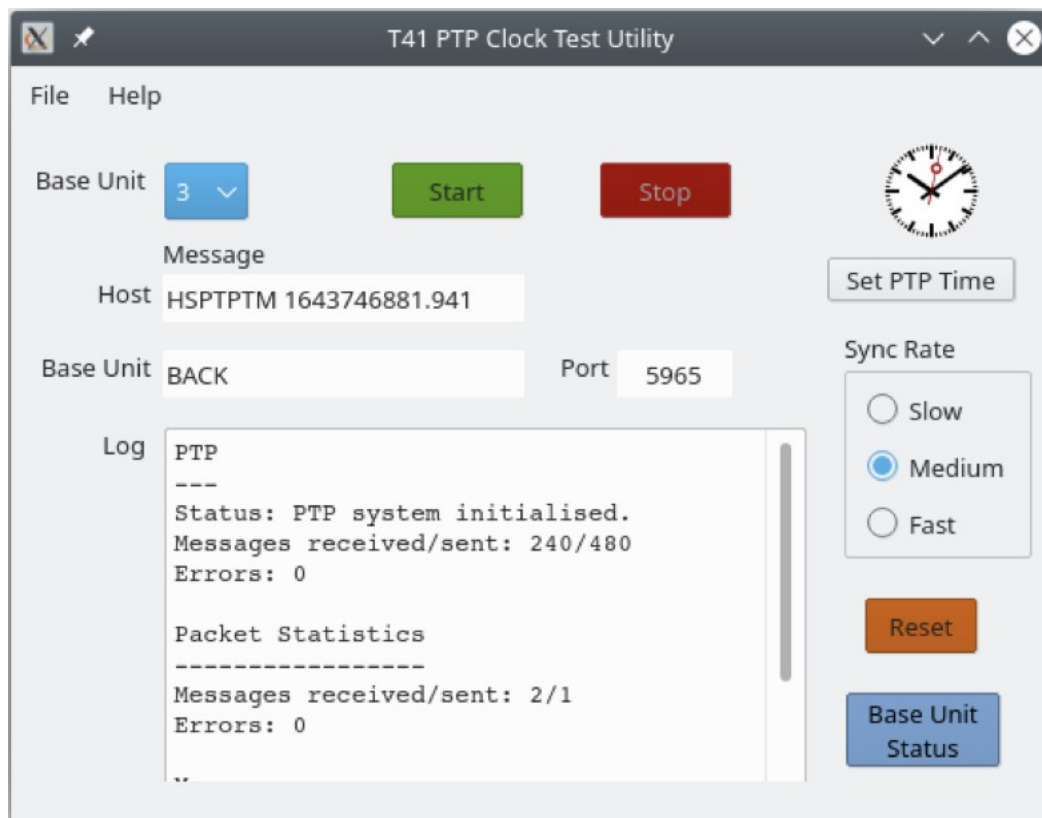 T41 PTP Clock Test Utility
File Help
Base Unit 3 Start Stop
Message
Host HSPTPTM 1643746881.941
Set PTP Time
Base Unit BACK Port 5965
Sync Rate
Slow
Medium
Fast
Log
PTP
---
Status: PTP system initialised.
Messages received/sent: 240/480
Errors: 0
Packet Statistics
-----------------
Messages received/sent: 2/1
Errors: 0
Reset
Base Unit
Status